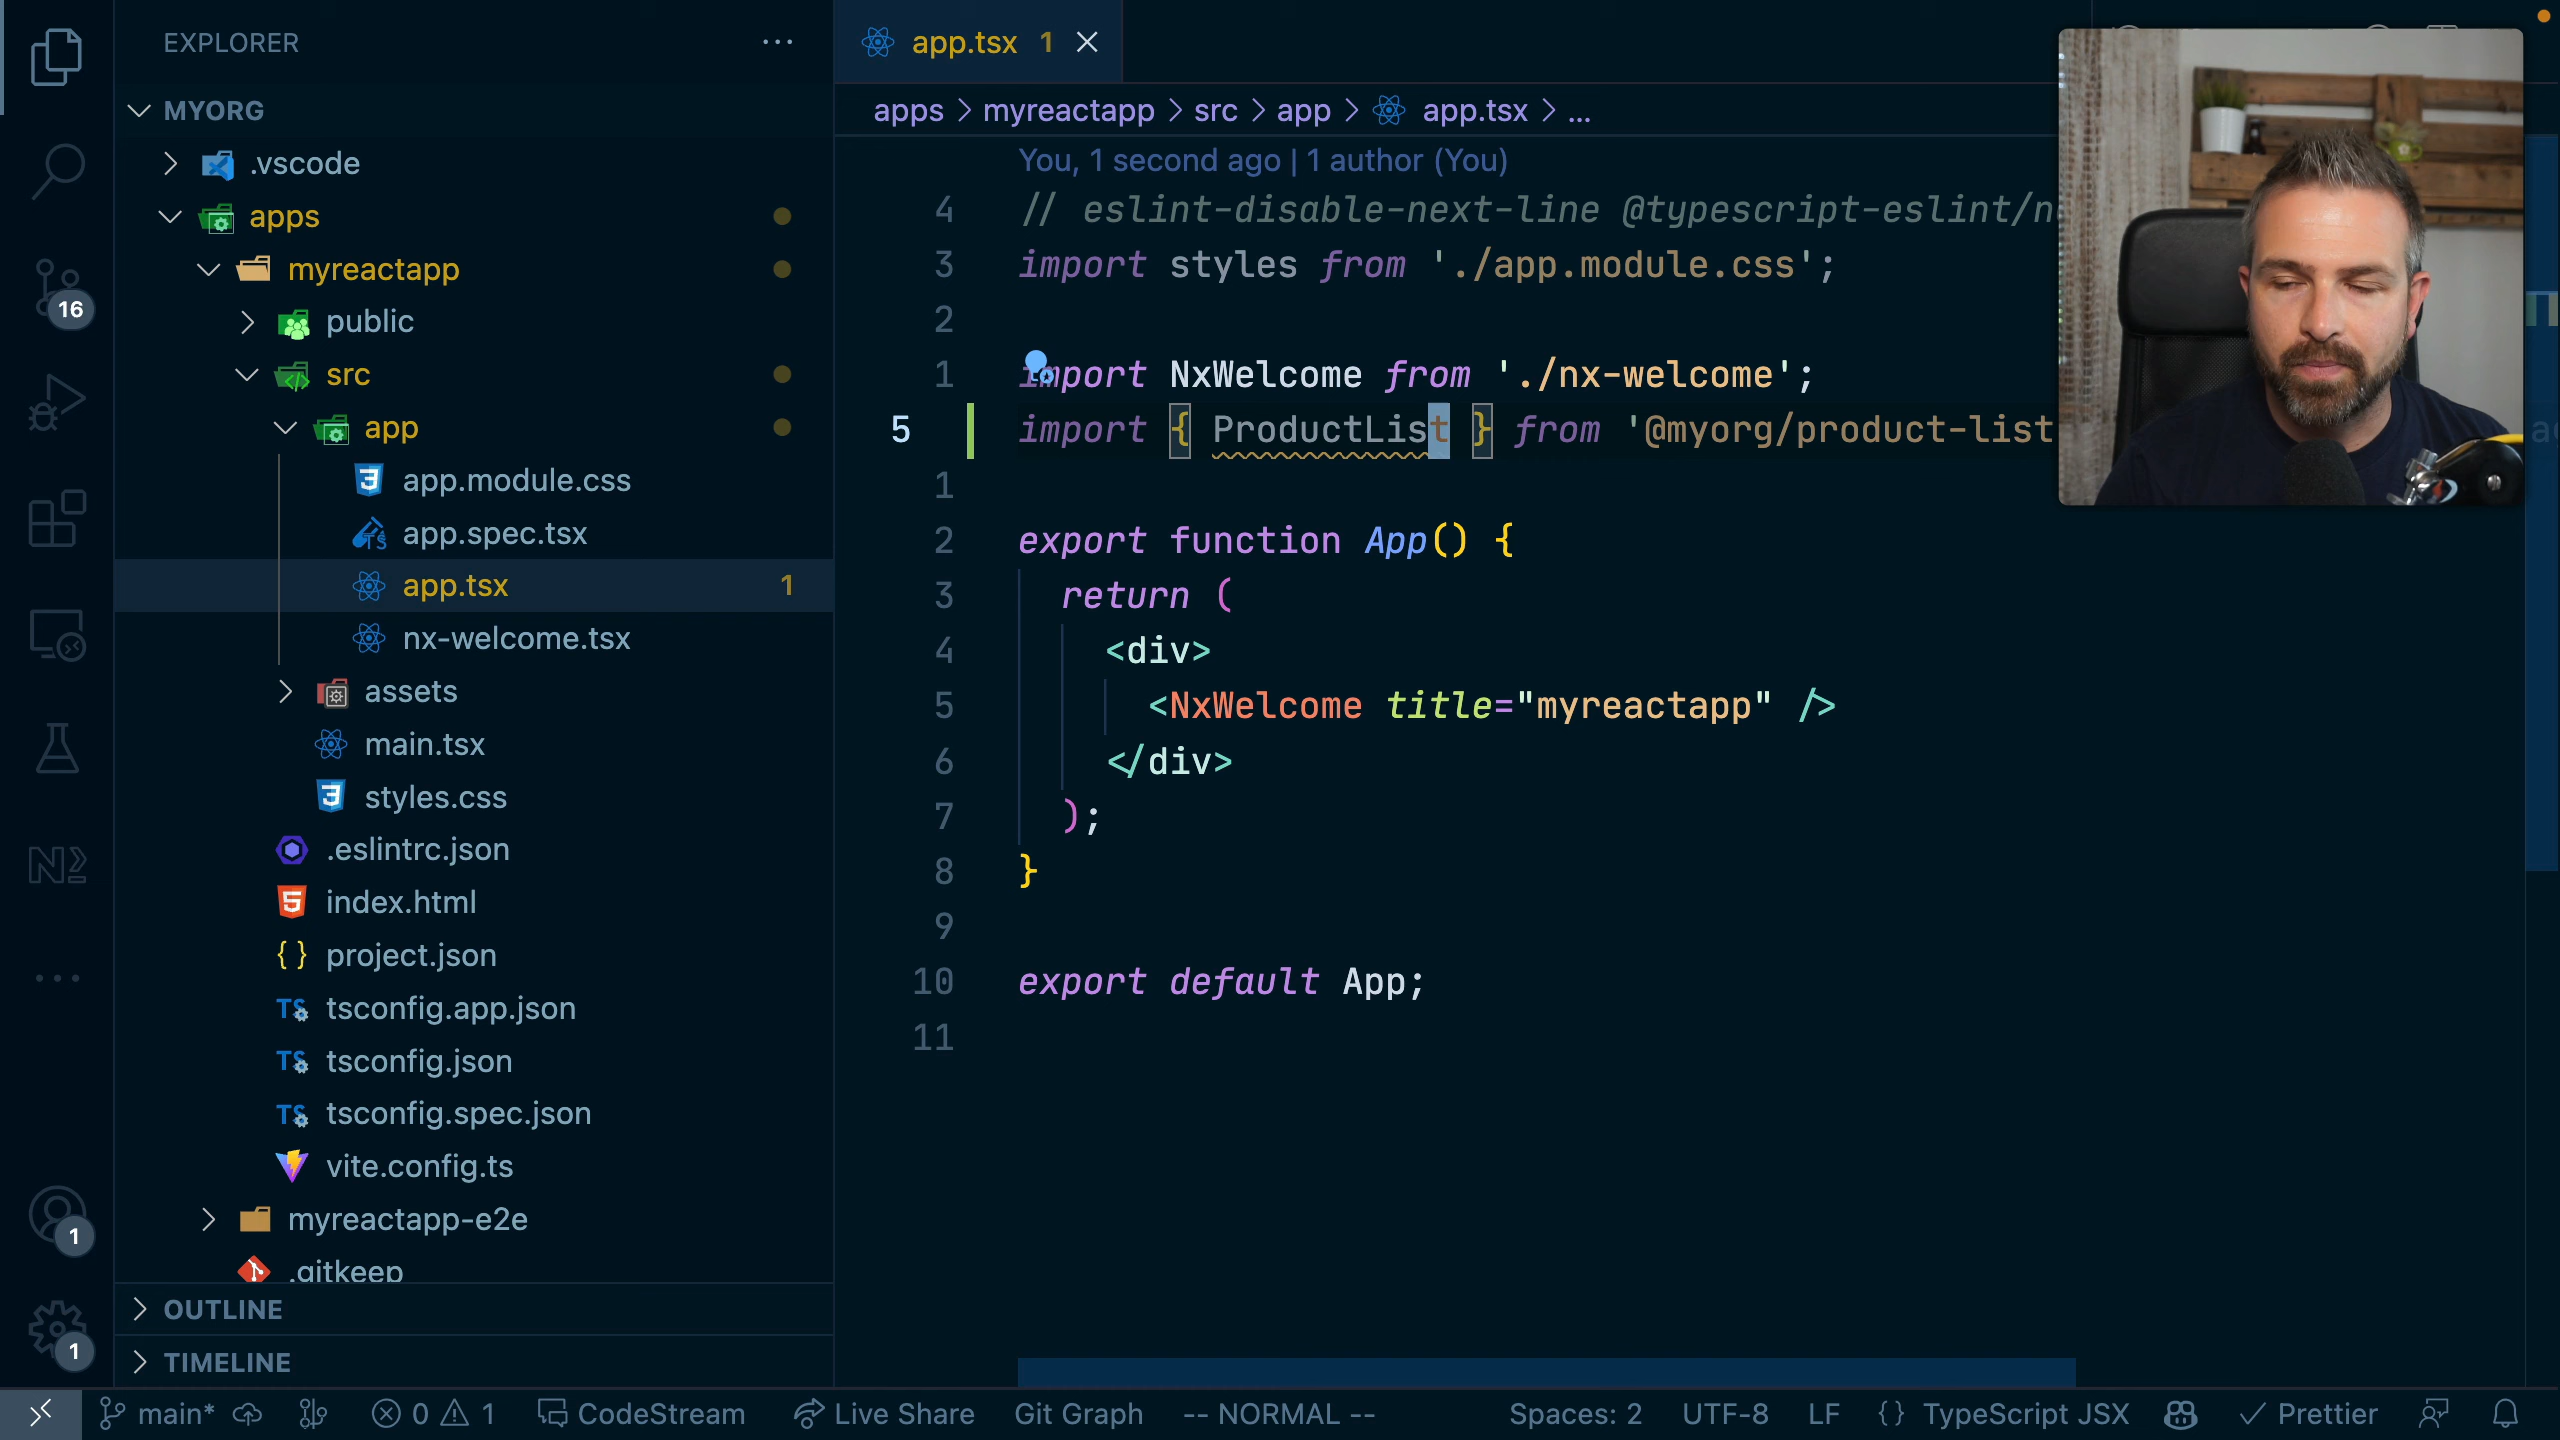 EXPLORER
MYORG
.vscode
apps
myreactapp
public
src
app
app.module.css
app.spec.tsx
app.tsx 1
nx-welcome.tsx
assets
main.tsx
styles.css
.eslintrc.json
index.html
project.json
tsconfig.app.json
tsconfig.json
tsconfig.spec.json
vite.config.ts
myreactapp-e2e
.gitkeep
OUTLINE
TIMELINE
16
1
1
app.tsx 1
apps > myreactapp > src > app > app.tsx > ...
You, 1 second ago | 1 author (You)
4 // eslint-disable-next-line @typescript-eslint/n
3 import styles from './app.module.css';
2
1 import NxWelcome from './nx-welcome';
5 import { ProductList } from '@myorg/product-list
1
2 export function App() {
3 return (
4 <div>
5 <NxWelcome title="myreactapp" />
6 </div>
7 );
8 }
9
10 export default App;
11
main* 0 1 CodeStream Live Share Git Graph -- NORMAL -- Spaces: 2 UTF-8 LF {} TypeScript JSX Prettier